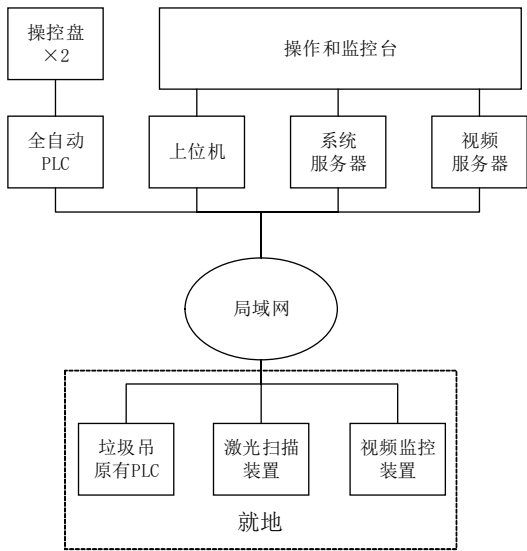 操控盘
×2
操作和监控台
全自动
PLC
上位机
系统
服务器
视频
服务器
局域网
垃圾吊
原有PLC
激光扫描
装置
视频监控
装置
就地